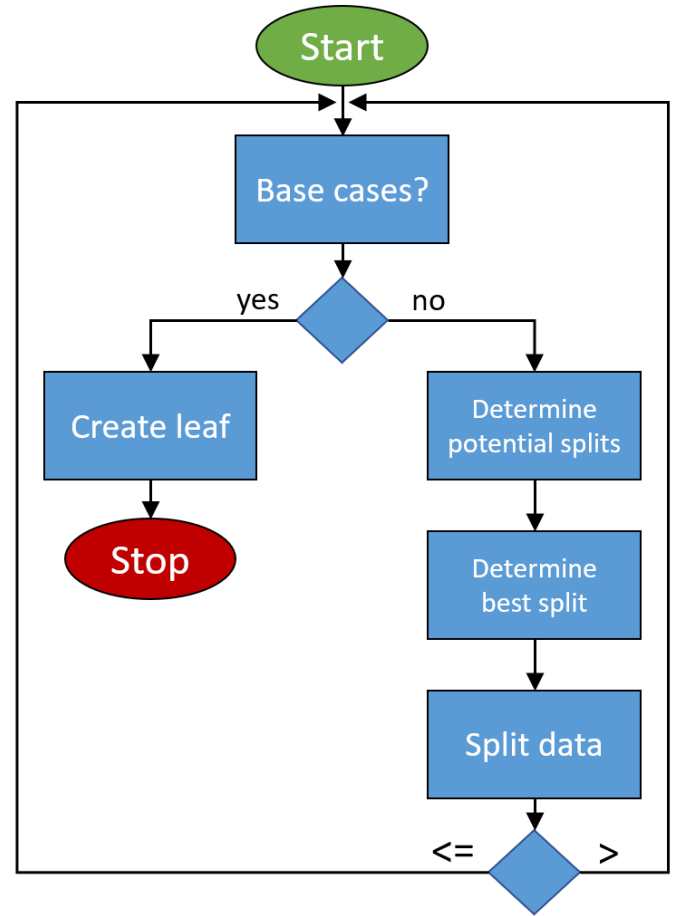 Start
Base cases?
yes
no
Create leaf
Determine
potential splits
Stop
Determine
best split
Split data
<=
>